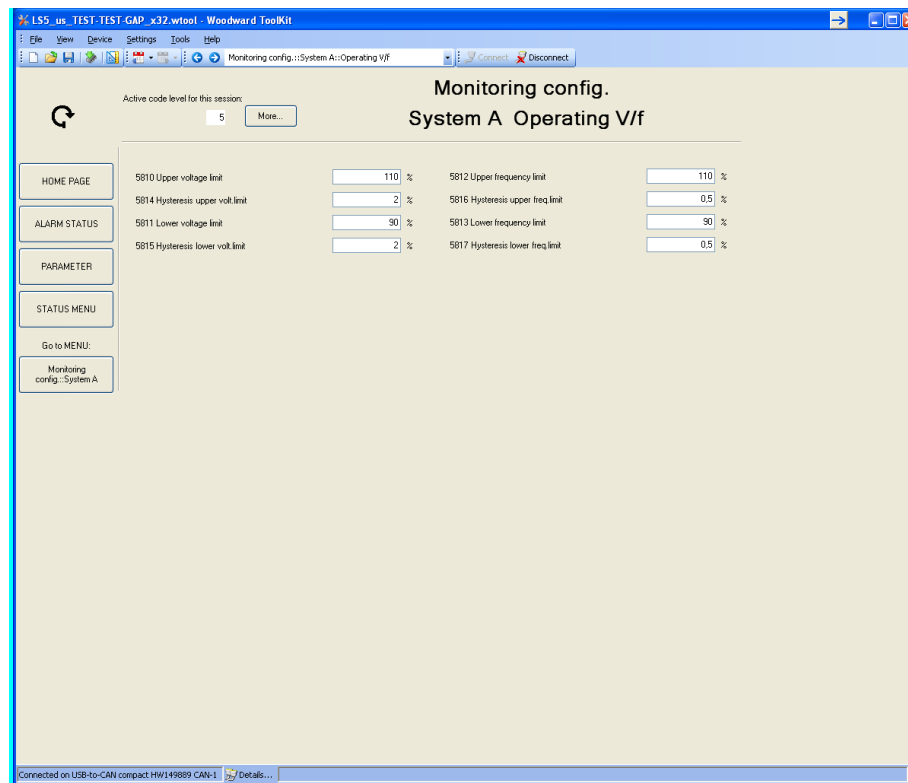 LS5_us_TEST-TEST-GAP_x32.wtool - Woodward ToolKit
File View Device Settings Tools Help
Monitoring config.::System A::Operating V/f Connect Disconnect
Monitoring config.
System A Operating V/f
Active code level for this session:
5 More...
HOME PAGE
ALARM STATUS
PARAMETER
STATUS MENU
Go to MENU:
Monitoring
config.::System A
5810 Upper voltage limit 110 % 5812 Upper frequency limit 110 %
5814 Hysteresis upper volt.limit 2 % 5816 Hysteresis upper freq.limit 0,5 %
5811 Lower voltage limit 90 % 5813 Lower frequency limit 90 %
5815 Hysteresis lower volt.limit 2 % 5817 Hysteresis lower freq.limit 0,5 %
Connected on USB-to-CAN compact HW149889 CAN-1 Details...